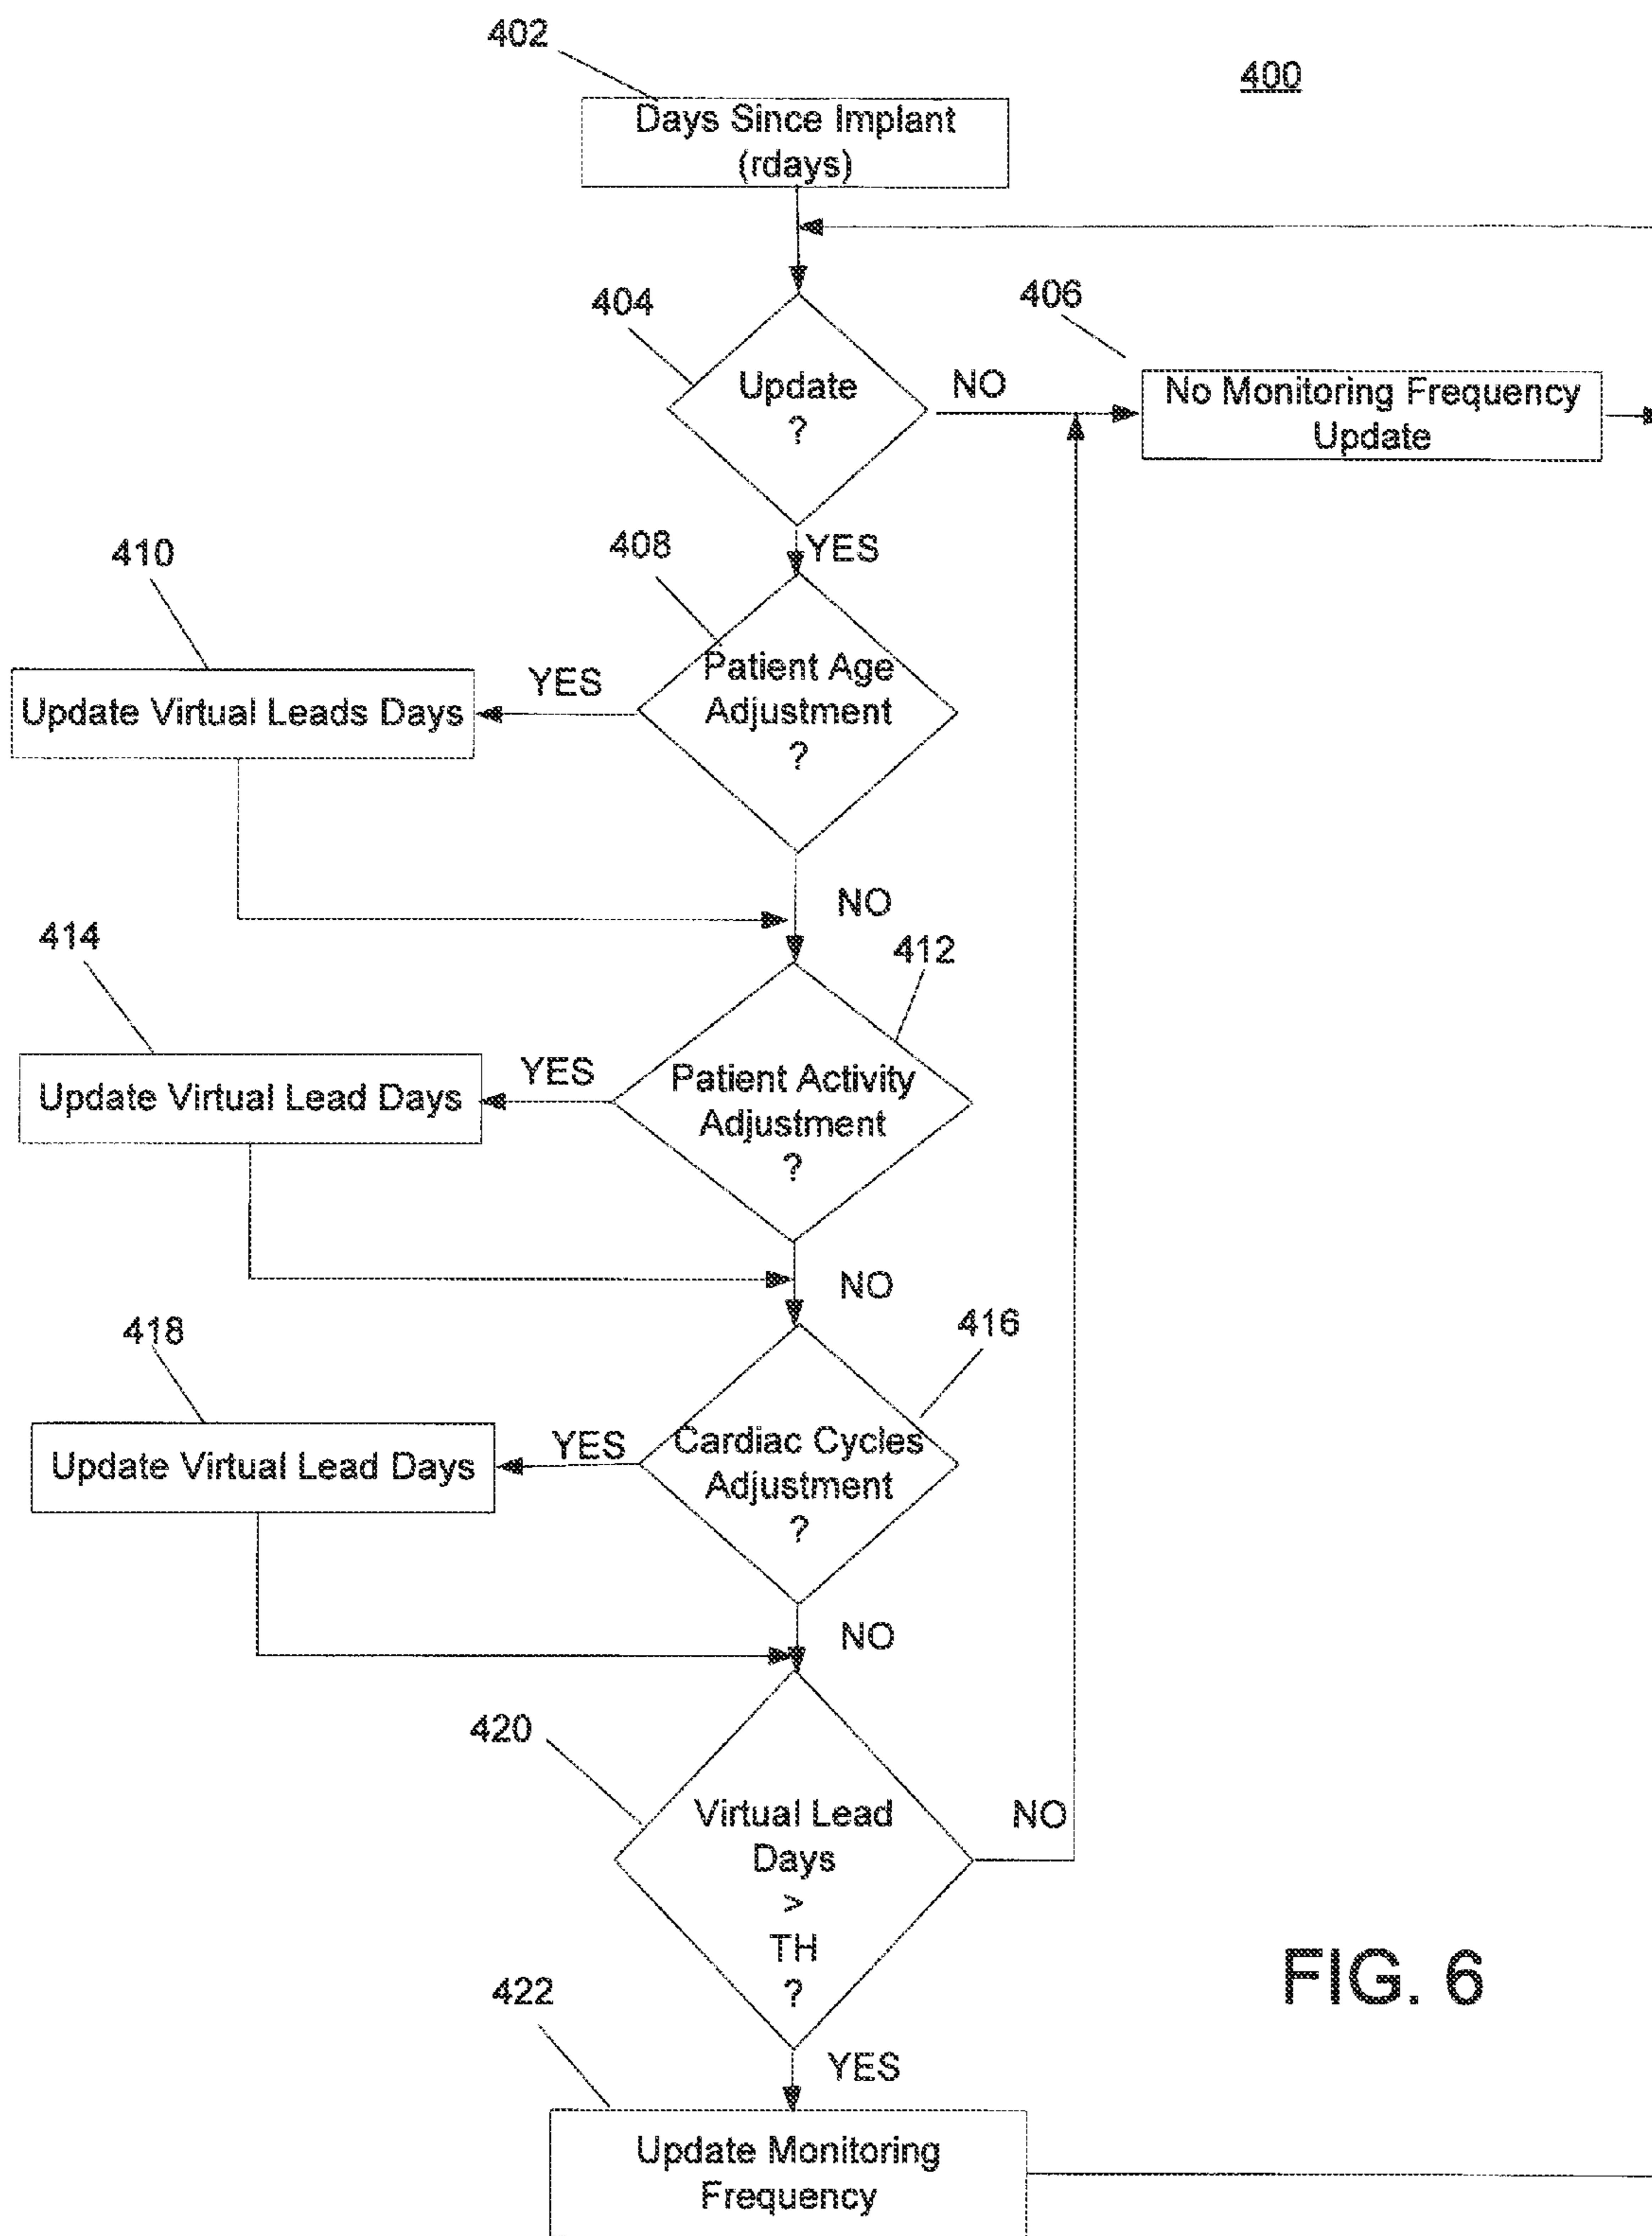 402
400
Days Since Implant
(rdays)
404
406
Update
?
NO
No Monitoring Frequency
Update
YES
408
410
Patient Age
Adjustment
?
YES
Update Virtual Leads Days
NO
414
412
Patient Activity
Adjustment
?
YES
Update Virtual Lead Days
NO
418
416
Cardiac Cycles
Adjustment
?
YES
Update Virtual Lead Days
NO
420
Virtual Lead
Days
>
TH
?
NO
FIG. 6
422
YES
Update Monitoring
Frequency